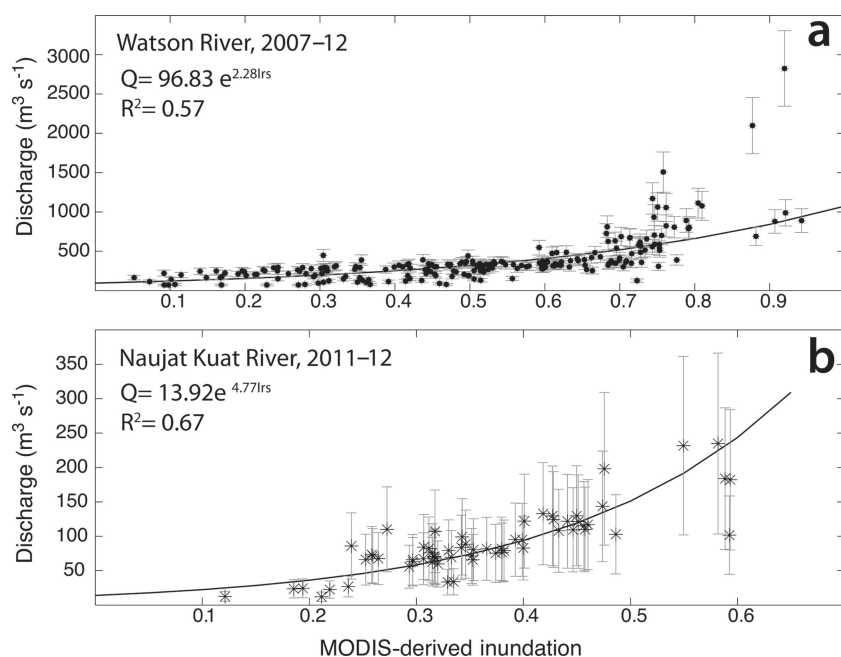 a
Watson River, 2007–12
Q= 96.83 e^2.28Irs
R²= 0.57
Discharge (m³ s⁻¹)
3000
2500
2000
1500
1000
500
0.1 0.2 0.3 0.4 0.5 0.6 0.7 0.8 0.9
b
Naujat Kuat River, 2011–12
Q= 13.92e^4.77Irs
R²= 0.67
Discharge (m³ s⁻¹)
350
300
250
200
150
100
50
0.1 0.2 0.3 0.4 0.5 0.6
MODIS-derived inundation